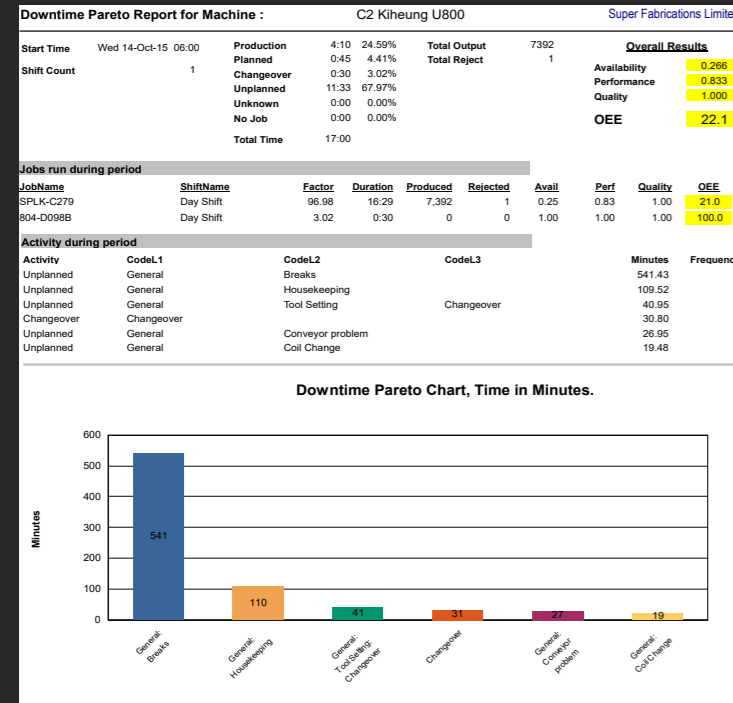 Downtime Pareto Report for Machine : C2 Kiheung U800 Super Fabrications Limite
Start Time Wed 14-Oct-15 06:00 Production 4:10 24.59% Total Output 7392 Overall Results
Planned 0:45 4.41% Total Reject 1
Shift Count 1 Changeover 0:30 3.02% Availability 0.266
Unplanned 11:33 67.97% Performance 0.833
Unknown 0:00 0.00% Quality 1.000
No Job 0:00 0.00% OEE 22.1
Total Time 17:00
Jobs run during period
JobName ShiftName Factor Duration Produced Rejected Avail Perf Quality OEE
SPLK-C279 Day Shift 96.98 16:29 7,392 1 0.25 0.83 1.00 21.0
804-D098B Day Shift 3.02 0:30 0 0 1.00 1.00 1.00 100.0
Activity during period
Activity CodeL1 CodeL2 CodeL3 Minutes Frequenc
Unplanned General Breaks 541.43
Unplanned General Housekeeping 109.52
Unplanned General Tool Setting Changeover 40.95
Changeover Changeover 30.80
Unplanned General Conveyor problem 26.95
Unplanned General Coil Change 19.48
Downtime Pareto Chart, Time in Minutes.
Minutes
600
500
400
300
200
100
0
541
110
41
31
27
19
General:
Breaks
General:
Housekeeping
General:
Tool Setting:
Changeover
Changeover
General:
Conveyor
problem
General:
Coil Change